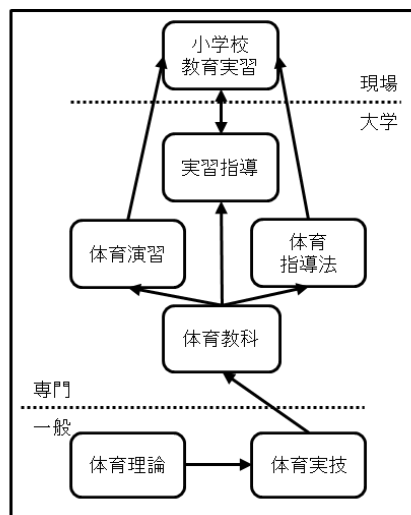 小学校
教育実習
現場
大学
実習指導
体育演習
体育
指導法
体育教科
専門
一般
体育理論
体育実技